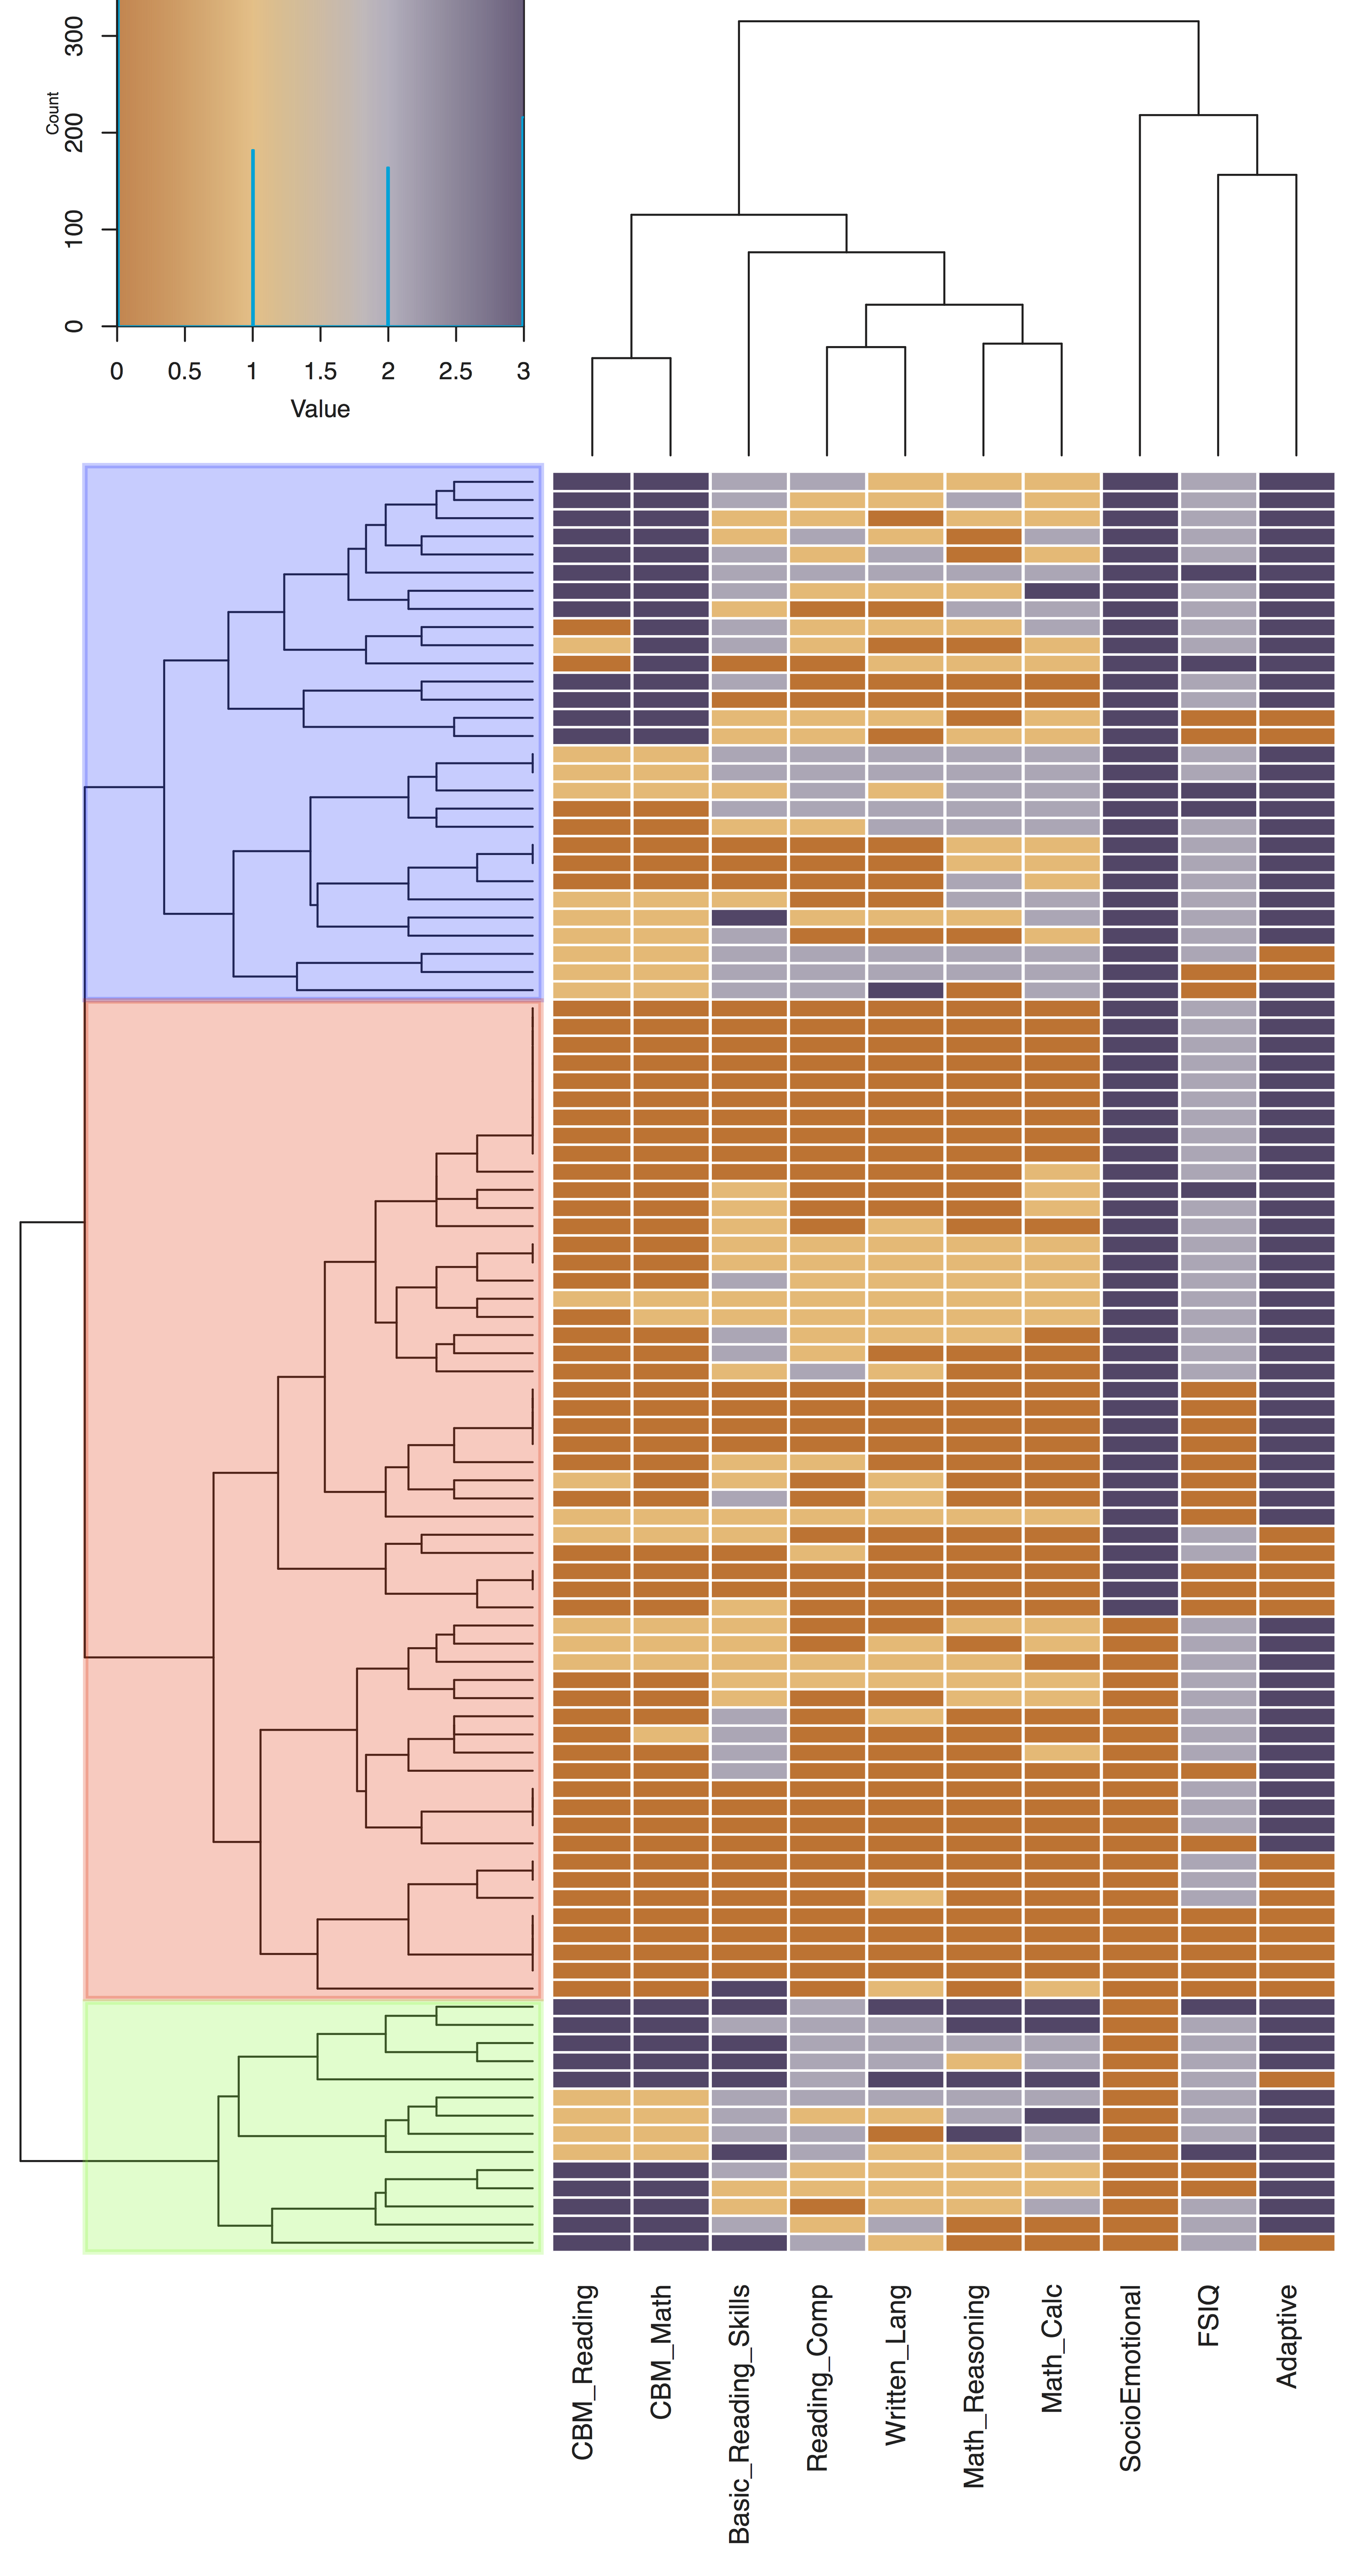 300
200
100
0
Count
0 0.5 1 1.5 2 2.5 3
Value
CBM_Reading
CBM_Math
Basic_Reading_Skills
Reading_Comp
Written_Lang
Math_Reasoning
Math_Calc
SocioEmotional
FSIQ
Adaptive